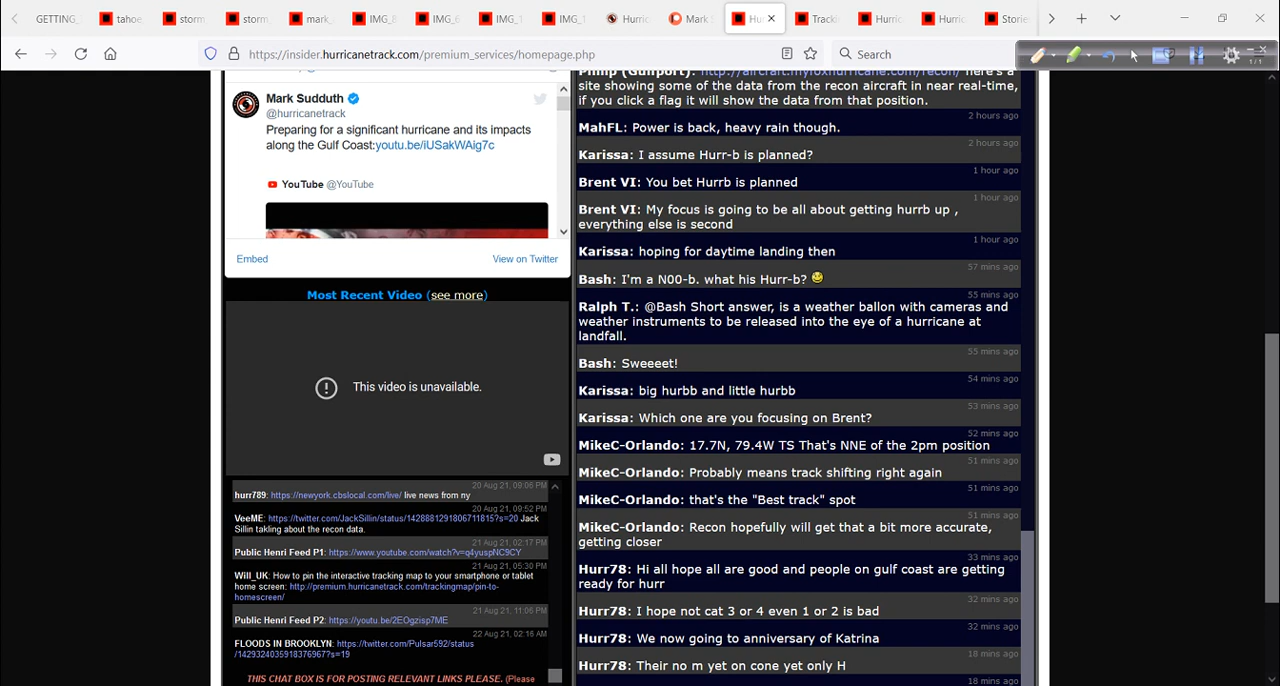 GETTING_
tahoe
storm
storm
mark_
IMG_8
IMG_6
IMG_1
IMG_1
Hurric
Mark S
Hu
Tracki
Hurric
Hurric
Stories
https://insider.hurricanetrack.com/premium_services/homepage.php
Search
1/1
Mark Sudduth
@hurricanetrack
Preparing for a significant hurricane and its impacts
along the Gulf Coast:youtu.be/iUSakWAig7c
YouTube @YouTube
Embed
View on Twitter
Most Recent Video (see more)
This video is unavailable.
20 Aug 21, 09:06 PM
hurr789: https://newyork.cbslocal.com/live/ live news from ny
20 Aug 21, 09:52 PM
VeeME: https://twitter.com/JackSillin/status/1428881291806711815?s=20 Jack
Sillin takling about the recon data.
21 Aug 21, 02:17 PM
Public Henri Feed P1: https://www.youtube.com/watch?v=q4yuspNC9CY
21 Aug 21, 05:30 PM
Will_UK: How to pin the interactive tracking map to your smartphone or tablet
home screen: http://premium.hurricanetrack.com/trackingmap/pin-to-
homescreen/
21 Aug 21, 11:06 PM
Public Henri Feed P2: https://youtu.be/2EOgzisp7ME
22 Aug 21, 02:16 AM
FLOODS IN BROOKLYN: https://twitter.com/Pulsar592/status
/1429324035918376967?s=19
THIS CHAT BOX IS FOR POSTING RELEVANT LINKS PLEASE. (Please
Philip (Gulfport): http://aircraft.myfoxhurricane.com/recon/ here's a
site showing some of the data from the recon aircraft in near real-time,
if you click a flag it will show the data from that position.
2 hours ago
MahFL: Power is back, heavy rain though.
2 hours ago
Karissa: I assume Hurr-b is planned?
1 hour ago
Brent VI: You bet Hurrb is planned
1 hour ago
Brent VI: My focus is going to be all about getting hurrb up ,
everything else is second
1 hour ago
Karissa: hoping for daytime landing then
57 mins ago
Bash: I'm a N00-b. what his Hurr-b?
55 mins ago
Ralph T.: @Bash Short answer, is a weather ballon with cameras and
weather instruments to be released into the eye of a hurricane at
landfall.
55 mins ago
Bash: Sweeeet!
54 mins ago
Karissa: big hurbb and little hurbb
53 mins ago
Karissa: Which one are you focusing on Brent?
52 mins ago
MikeC-Orlando: 17.7N, 79.4W TS That's NNE of the 2pm position
51 mins ago
MikeC-Orlando: Probably means track shifting right again
51 mins ago
MikeC-Orlando: that's the "Best track" spot
51 mins ago
MikeC-Orlando: Recon hopefully will get that a bit more accurate,
getting closer
33 mins ago
Hurr78: Hi all hope all are good and people on gulf coast are getting
ready for hurr
32 mins ago
Hurr78: I hope not cat 3 or 4 even 1 or 2 is bad
32 mins ago
Hurr78: We now going to anniversary of Katrina
18 mins ago
Hurr78: Their no m yet on cone yet only H
18 mins ago